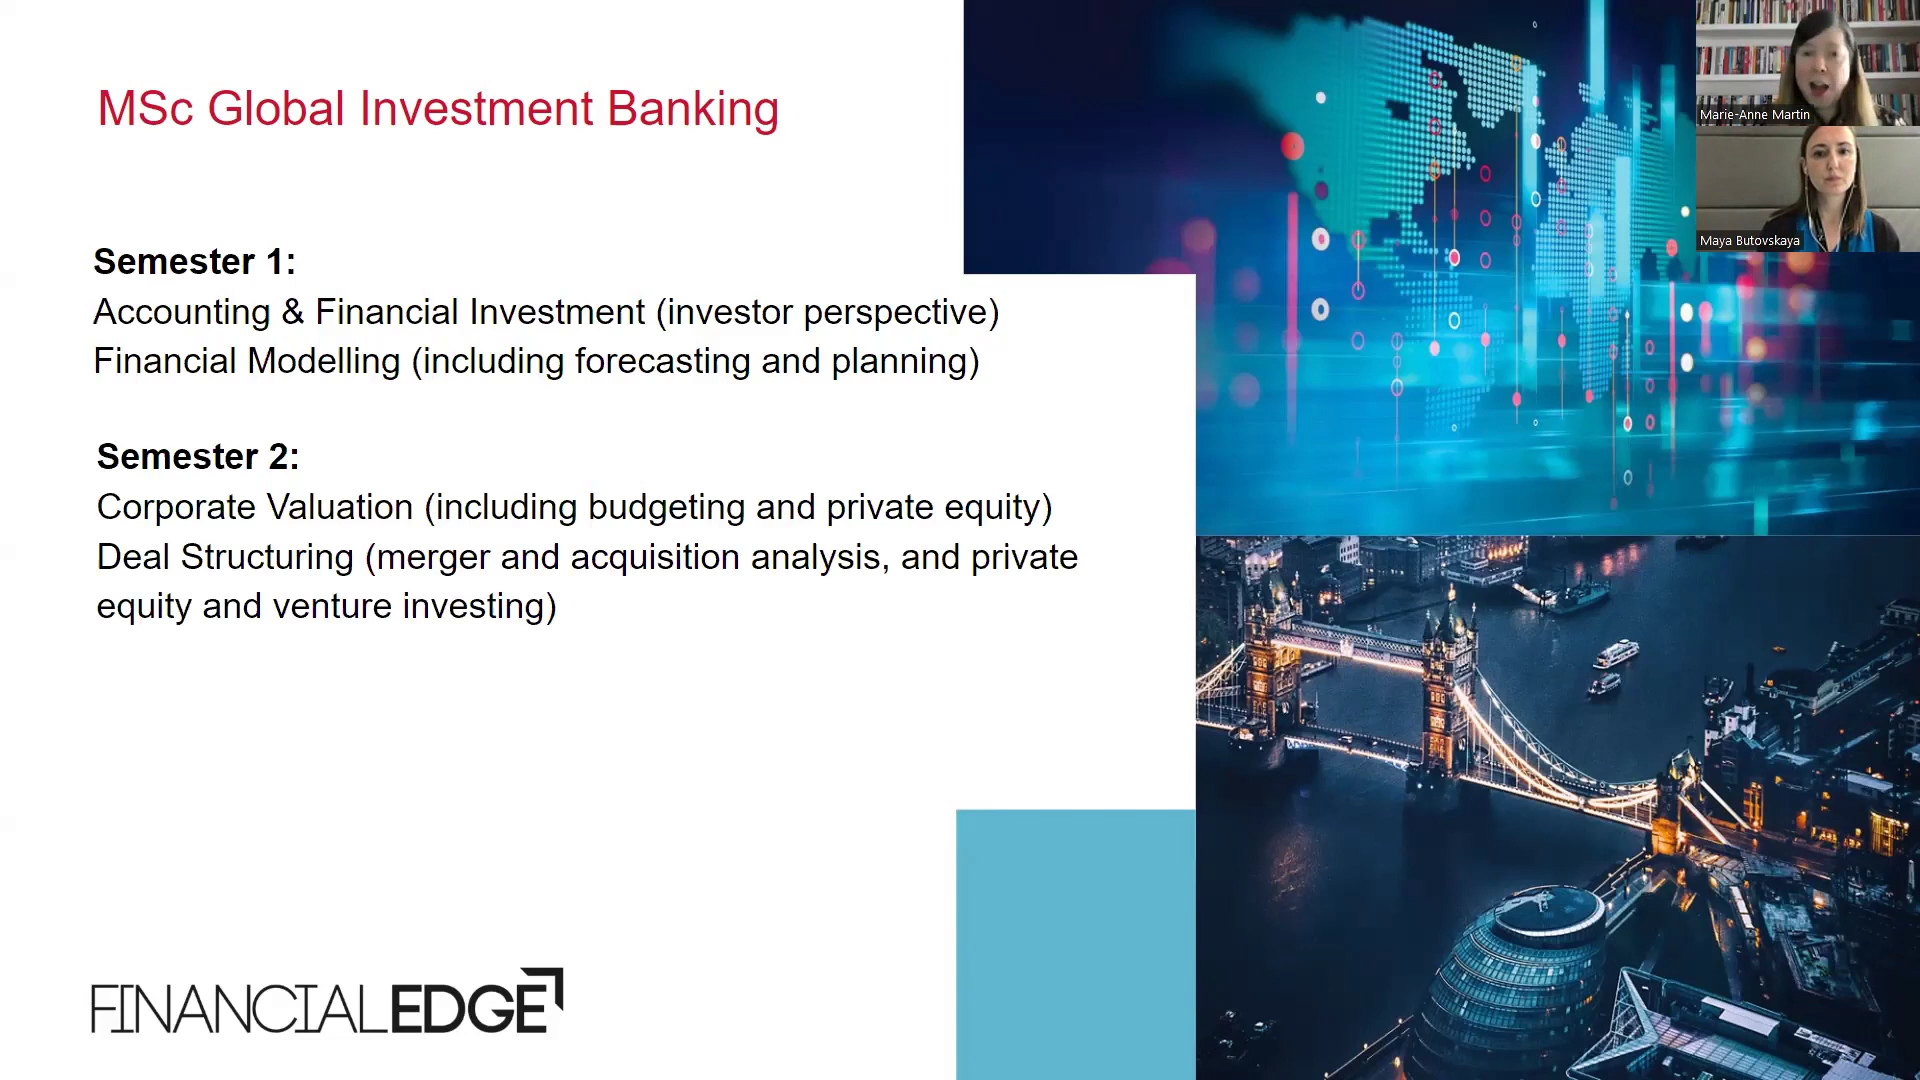 MSc Global Investment Banking
Semester 1:
Accounting & Financial Investment (investor perspective)
Financial Modelling (including forecasting and planning)
Semester 2:
Corporate Valuation (including budgeting and private equity)
Deal Structuring (merger and acquisition analysis, and private
equity and venture investing)
FINANCIALEDGE
Marie-Anne Martin
Maya Butovskaya